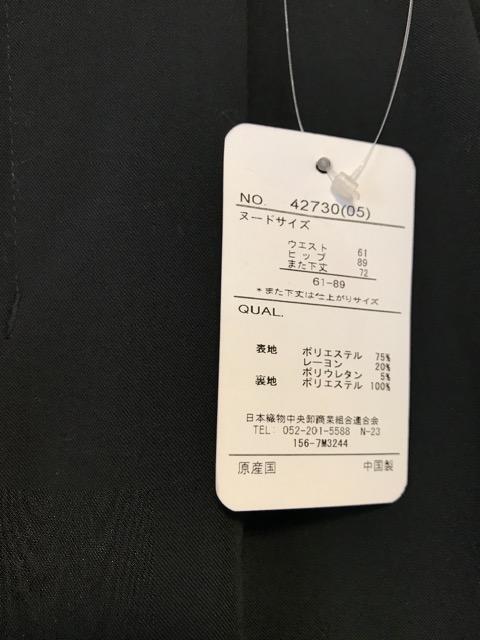 NO. 42730(05)
ヌードサイズ
ウエスト 61
ヒップ 89
また下丈 72
61-89
*また下丈は仕上がりサイズ
QUAL.
表地 ポリエステル 75%
レーヨン 20%
ポリウレタン 5%
裏地 ポリエステル 100%
日本織物中央卸商業組合連合会
TEL: 052-201-5588 N-23
156-7M3244
原産国 中国製